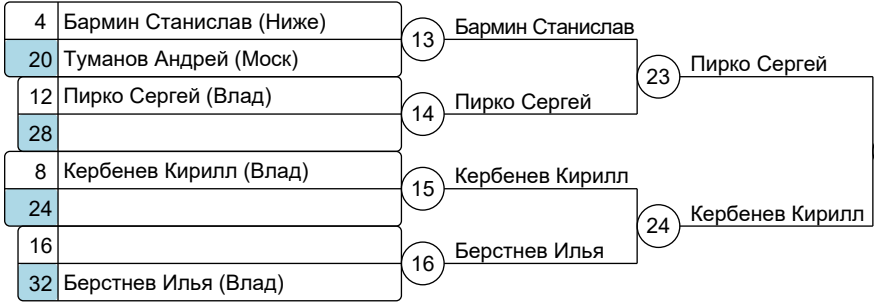 4 Бармин Станислав (Ниже)
20 Туманов Андрей (Моск)
13 Бармин Станислав
12 Пирко Сергей (Влад)
28
14 Пирко Сергей
23 Пирко Сергей
8 Кербенев Кирилл (Влад)
24
15 Кербенев Кирилл
16
32 Берстнев Илья (Влад)
16 Берстнев Илья
24 Кербенев Кирилл